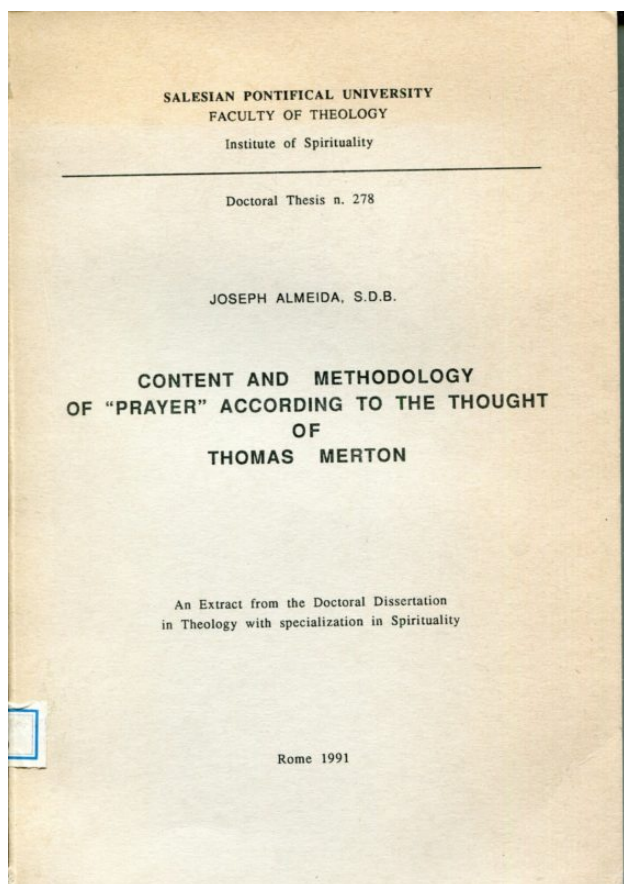 SALESIAN PONTIFICAL UNIVERSITY
FACULTY OF THEOLOGY
Institute of Spirituality
Doctoral Thesis n. 278
JOSEPH ALMEIDA, S.D.B.
CONTENT AND METHODOLOGY
OF "PRAYER" ACCORDING TO THE THOUGHT
OF
THOMAS MERTON
An Extract from the Doctoral Dissertation
in Theology with specialization in Spirituality
Rome 1991